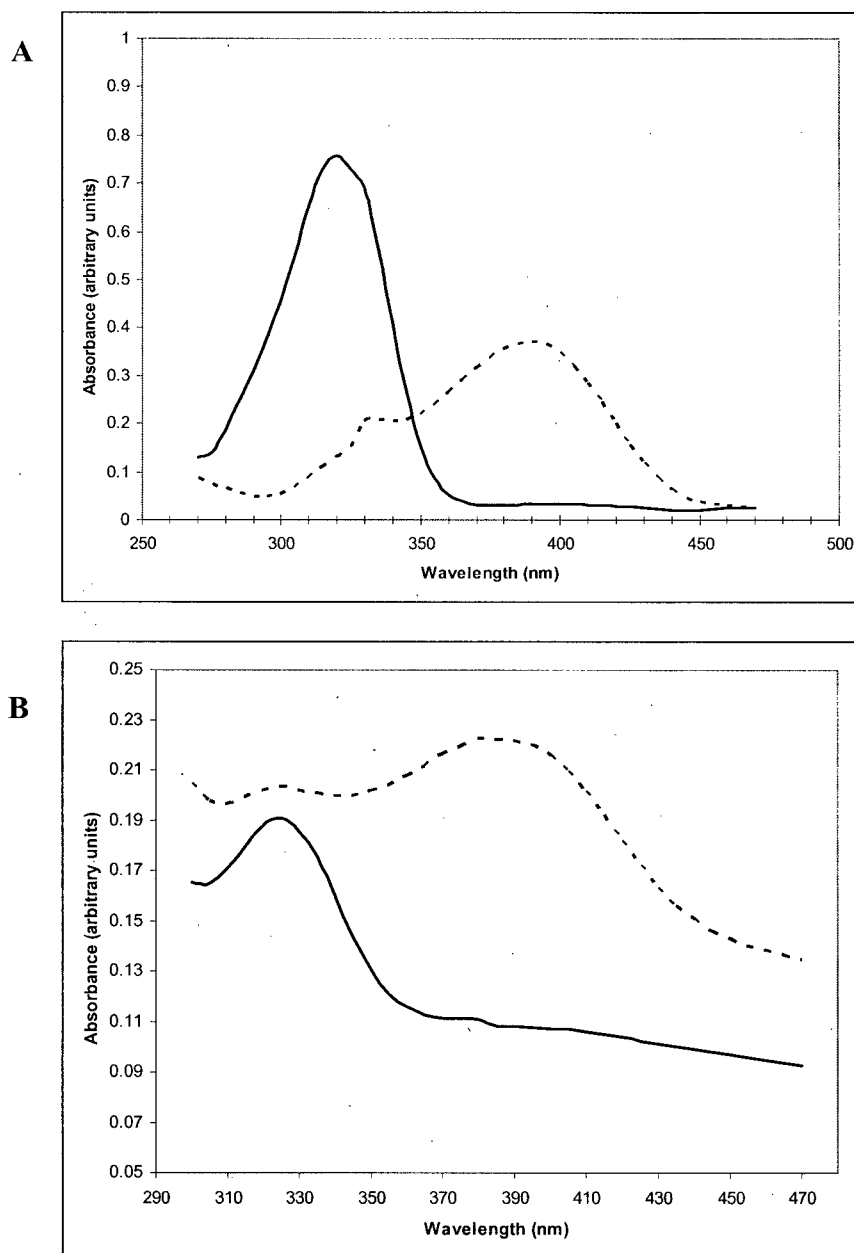 A
1
0.9
0.8
0.7
0.6
0.5
0.4
0.3
0.2
0.1
0
Absorbance (arbitrary units)
250 300 350 400 450 500
Wavelength (nm)
B
0.25
0.23
0.21
0.19
0.17
0.15
0.13
0.11
0.09
0.07
0.05
Absorbance (arbitrary units)
290 310 330 350 370 390 410 430 450 470
Wavelength (nm)